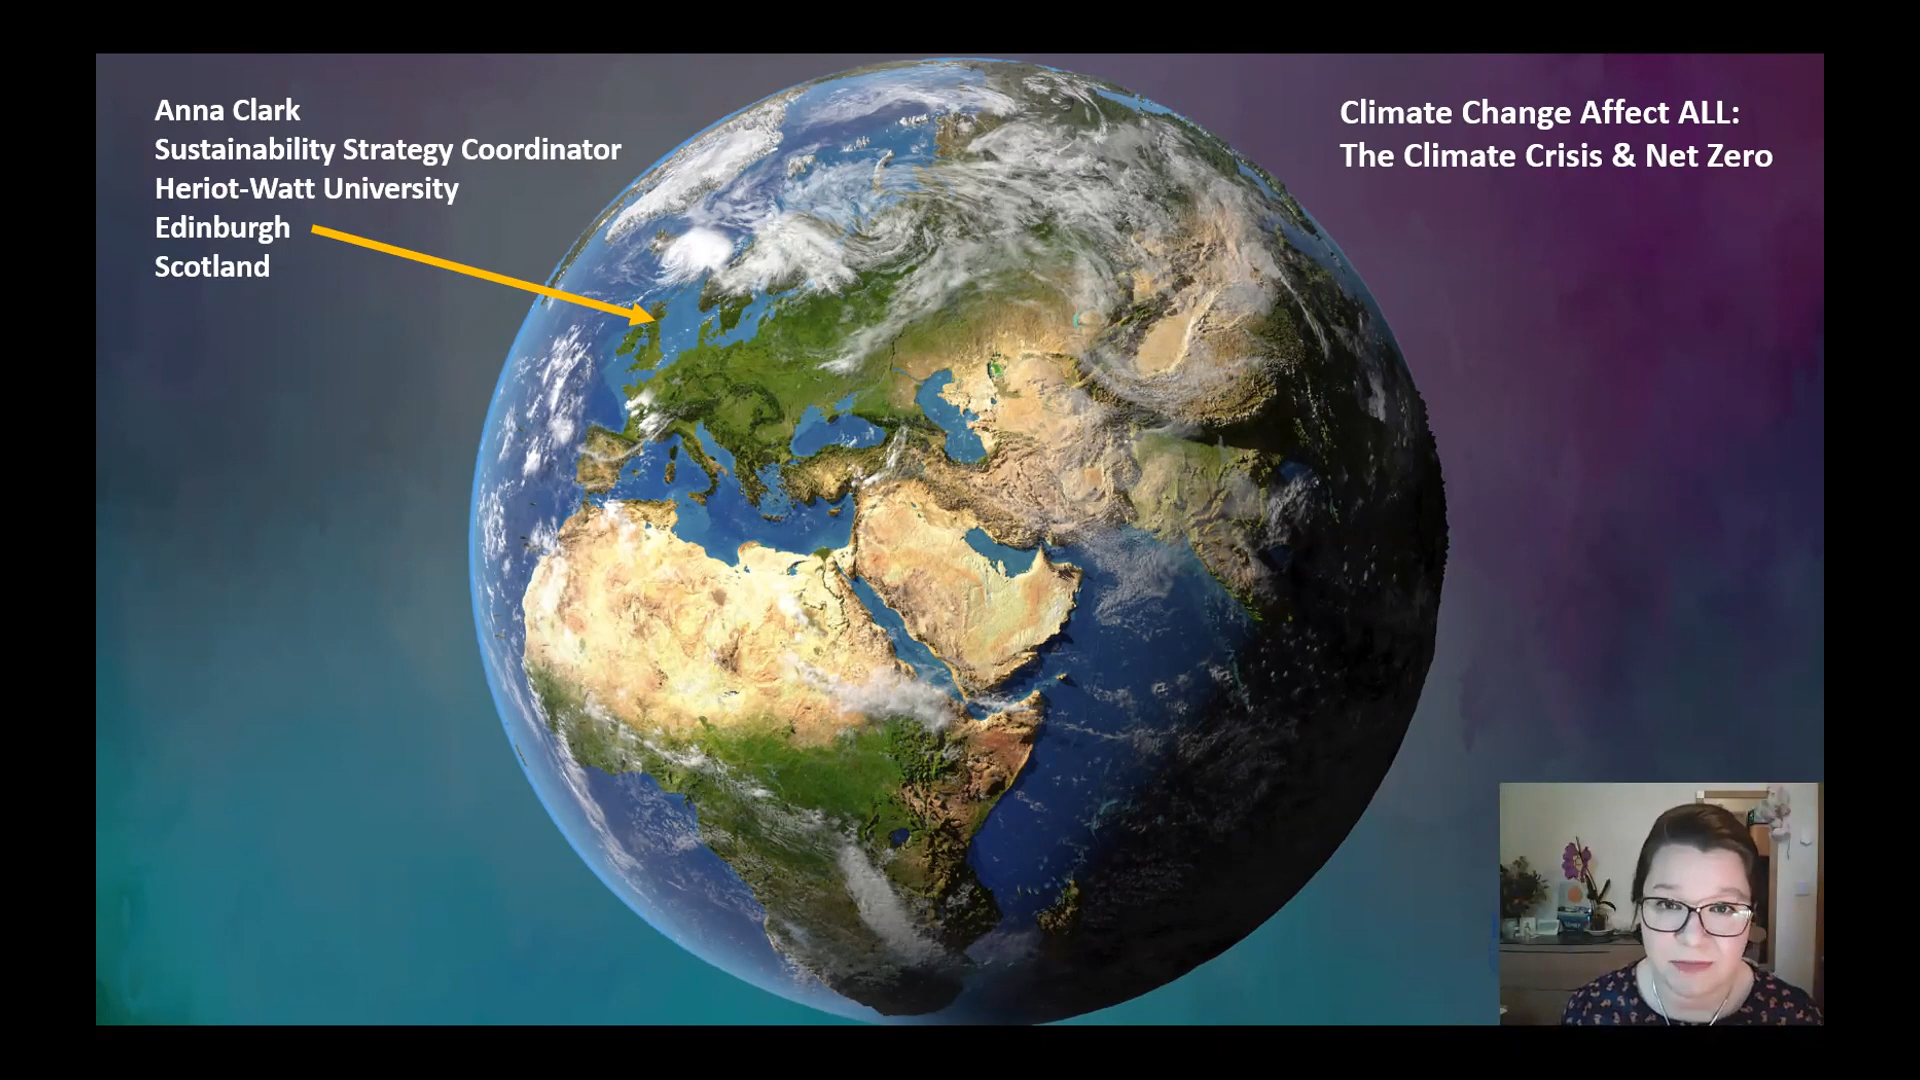 Anna Clark
Sustainability Strategy Coordinator
Heriot-Watt University
Edinburgh
Scotland
Climate Change Affect ALL:
The Climate Crisis & Net Zero